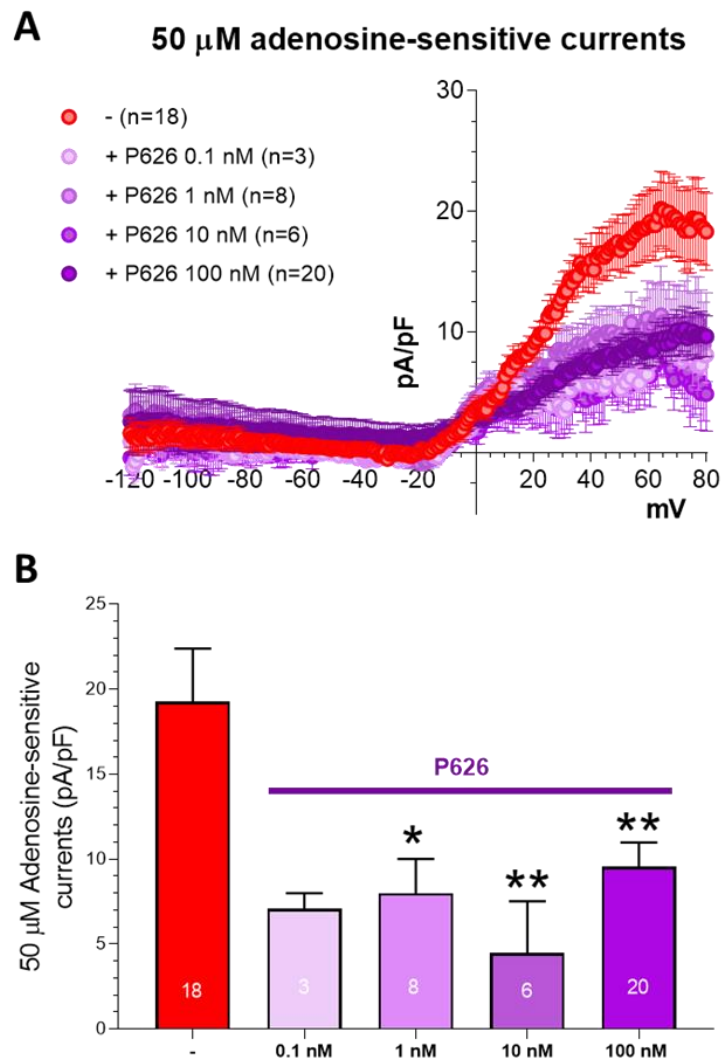 A
50 μM adenosine-sensitive currents
- (n=18)
+ P626 0.1 nM (n=3)
+ P626 1 nM (n=8)
+ P626 10 nM (n=6)
+ P626 100 nM (n=20)
30
20
10
pA/pF
-120 -100 -80 -60 -40 -20 20 40 60 80
mV
B
50 μM Adenosine-sensitive
currents (pA/pF)
25
20
15
10
5
0
P626
* ** **
18 3 8 6 20
- 0.1 nM 1 nM 10 nM 100 nM